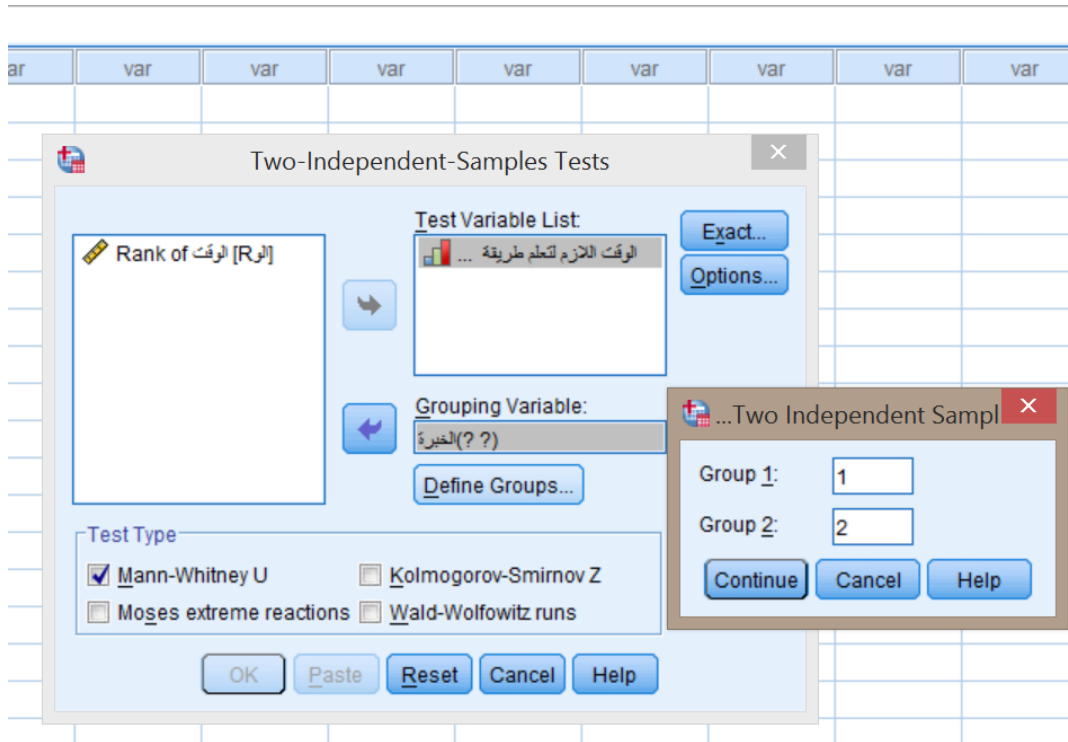 ar var var var var var var var var
Two-Independent-Samples Tests
Test Variable List:
Rank of الوقت [الوR]
الوقت اللازم لتعلم طريقة ...
Exact...
Options...
Grouping Variable:
الخبرة(? ?)
Define Groups...
...Two Independent Sampl
Group 1: 1
Group 2: 2
Continue Cancel Help
Test Type
Mann-Whitney U Kolmogorov-Smirnov Z
Moses extreme reactions Wald-Wolfowitz runs
OK Paste Reset Cancel Help